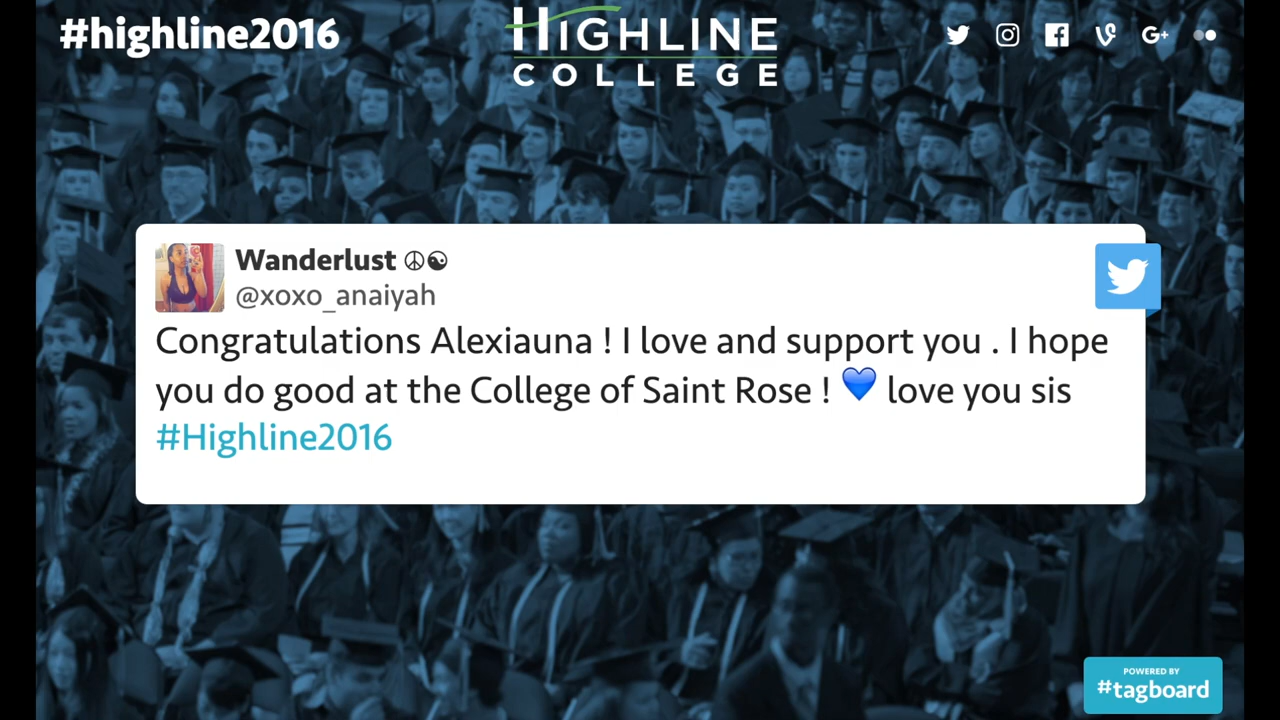 #highline2016
HIGHLINE
COLLEGE
G+
Wanderlust ☮☯
@xoxo_anaiyah
Congratulations Alexiauna ! I love and support you . I hope
you do good at the College of Saint Rose ! 💙 love you sis
#Highline2016
POWERED BY
#tagboard